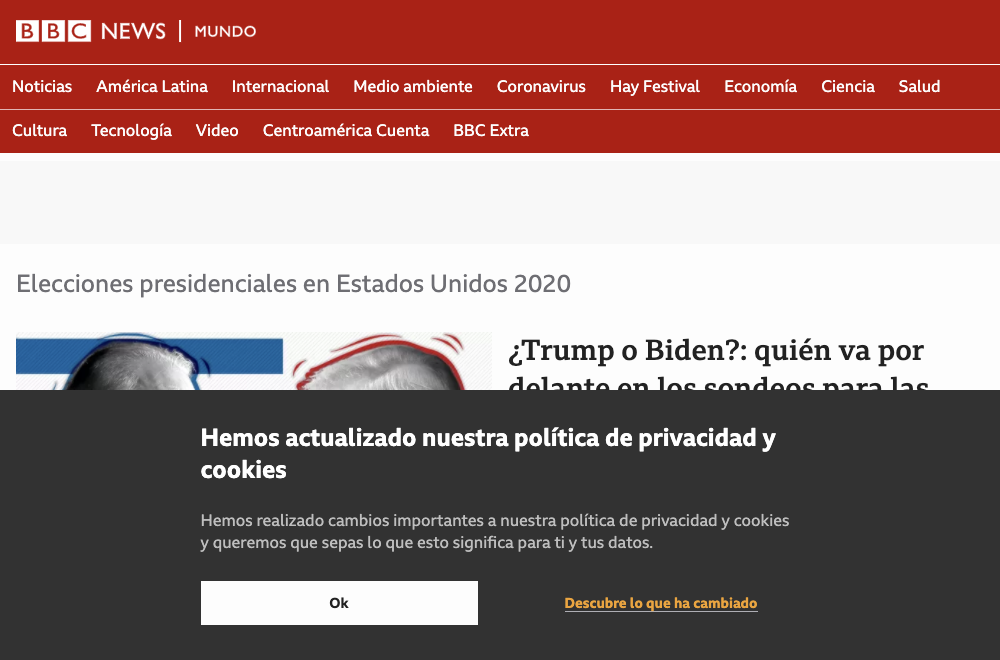 BBC NEWS | MUNDO
Noticias América Latina Internacional Medio ambiente Coronavirus Hay Festival Economía Ciencia Salud
Cultura Tecnología Video Centroamérica Cuenta BBC Extra
Elecciones presidenciales en Estados Unidos 2020
¿Trump o Biden?: quién va por
delante en los sondeos para las
Hemos actualizado nuestra política de privacidad y
cookies
Hemos realizado cambios importantes a nuestra política de privacidad y cookies
y queremos que sepas lo que esto significa para ti y tus datos.
Ok
Descubre lo que ha cambiado